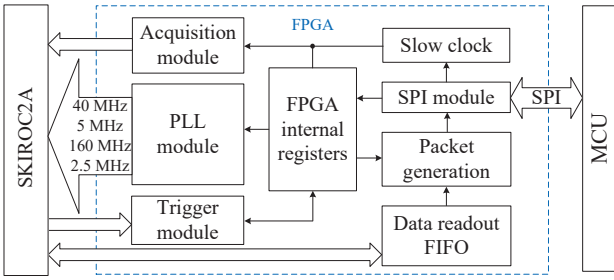 FPGA
Acquisition
module
Slow clock
SKIROC2A
40 MHz
5 MHz
160 MHz
2.5 MHz
PLL
module
FPGA
internal
registers
SPI module
SPI
MCU
Packet
generation
Trigger
module
Data readout
FIFO